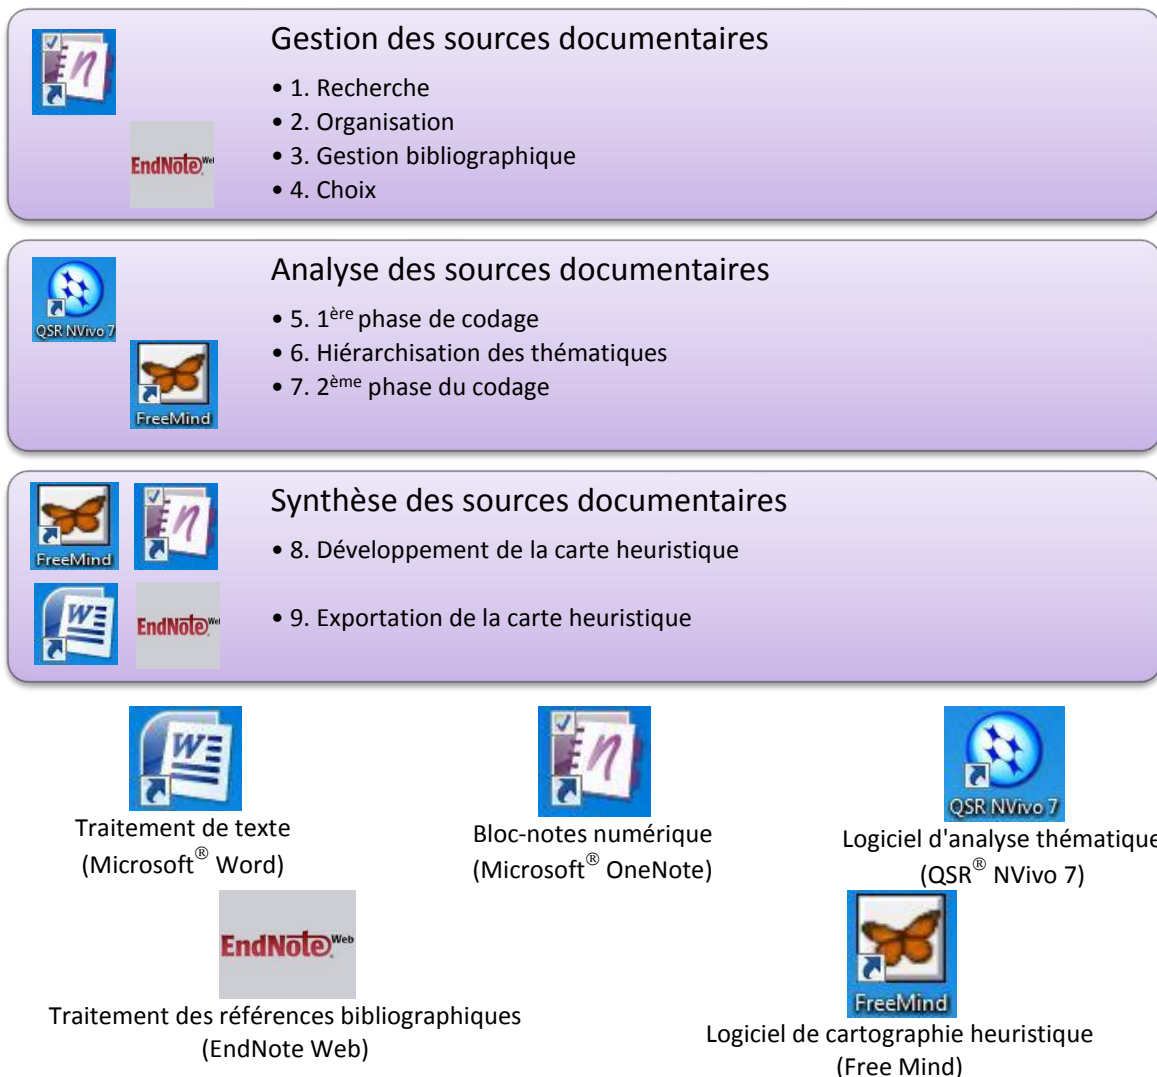 Gestion des sources documentaires
• 1. Recherche
• 2. Organisation
EndNote Web
• 3. Gestion bibliographique
• 4. Choix
Analyse des sources documentaires
QSR NVivo 7
• 5. 1ère phase de codage
• 6. Hiérarchisation des thématiques
• 7. 2ème phase du codage
FreeMind
Synthèse des sources documentaires
FreeMind
• 8. Développement de la carte heuristique
EndNote Web
• 9. Exportation de la carte heuristique
QSR NVivo 7
Traitement de texte
(Microsoft® Word)
Bloc-notes numérique
(Microsoft® OneNote)
Logiciel d'analyse thématique
(QSR® NVivo 7)
EndNote Web
FreeMind
Traitement des références bibliographiques
(EndNote Web)
Logiciel de cartographie heuristique
(Free Mind)